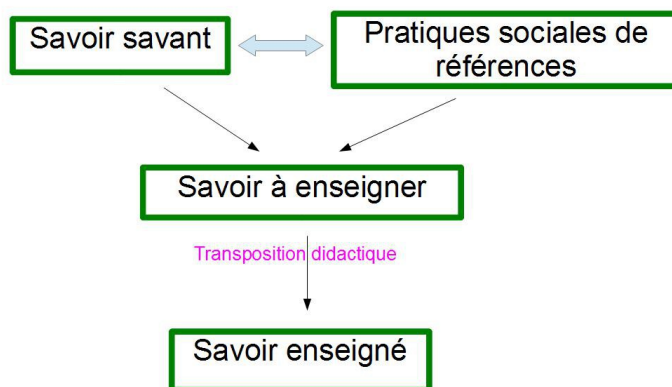 Savoir savant
Pratiques sociales de
références
Savoir à enseigner
Transposition didactique
Savoir enseigné